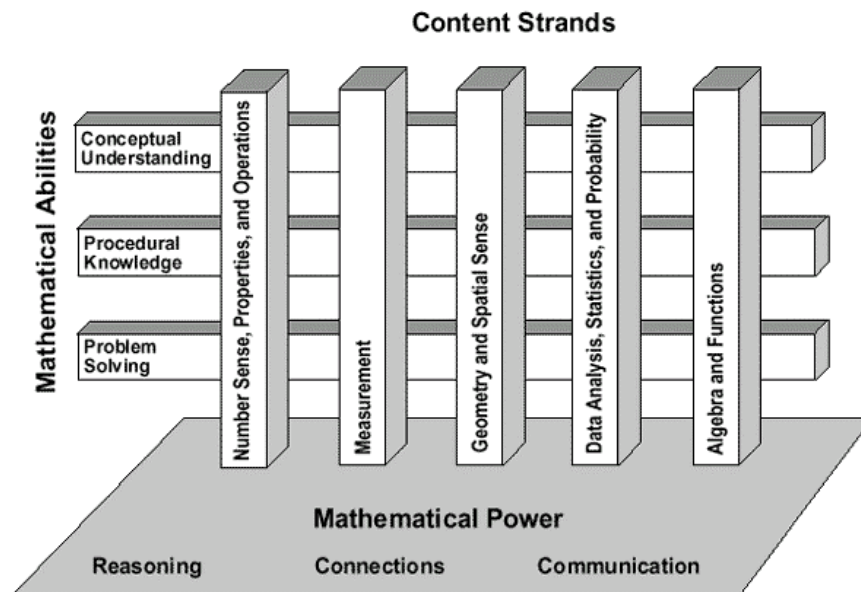 Content Strands
Mathematical Abilities
Conceptual
Understanding
Procedural
Knowledge
Problem
Solving
Number Sense, Properties, and Operations
Measurement
Geometry and Spatial Sense
Data Analysis, Statistics, and Probability
Algebra and Functions
Mathematical Power
Reasoning
Connections
Communication